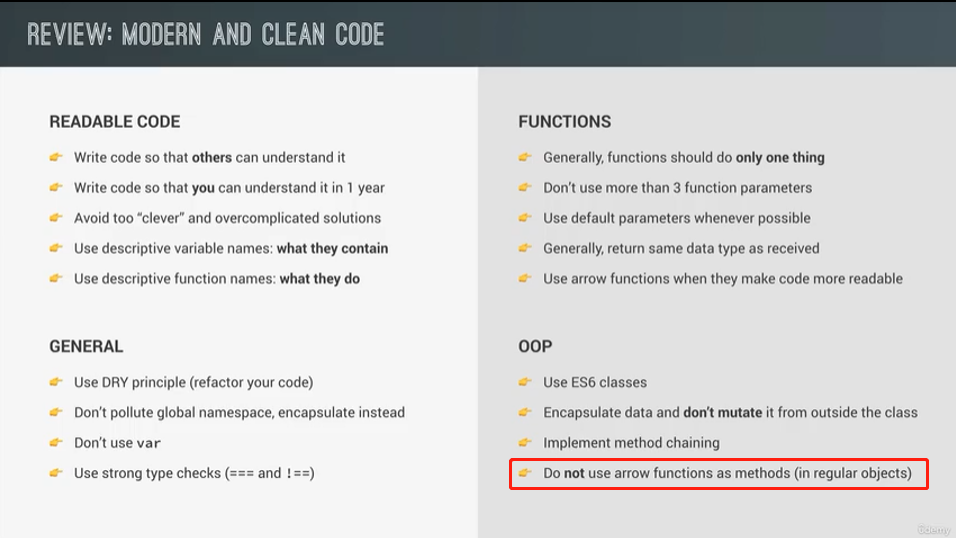 REVIEW: MODERN AND CLEAN CODE
READABLE CODE
Write code so that others can understand it
Write code so that you can understand it in 1 year
Avoid too “clever” and overcomplicated solutions
Use descriptive variable names: what they contain
Use descriptive function names: what they do
GENERAL
Use DRY principle (refactor your code)
Don’t pollute global namespace, encapsulate instead
Don’t use var
Use strong type checks (=== and !==)
FUNCTIONS
Generally, functions should do only one thing
Don’t use more than 3 function parameters
Use default parameters whenever possible
Generally, return same data type as received
Use arrow functions when they make code more readable
OOP
Use ES6 classes
Encapsulate data and don’t mutate it from outside the class
Implement method chaining
Do not use arrow functions as methods (in regular objects)
ûdemy